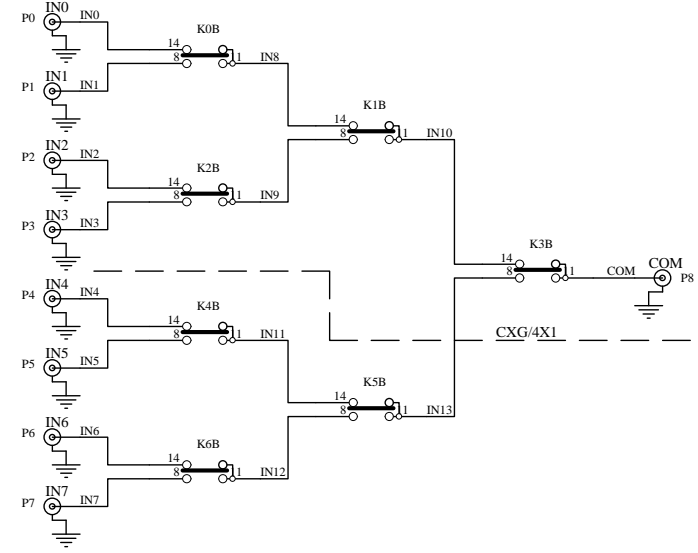 IN0
P0
IN0
K0B
14
8
1
IN8
IN1
P1
IN1
K1B
14
8
11
IN10
IN2
P2
IN2
K2B
14
8
1
IN9
IN3
P3
IN3
K3B
14
8
11
COM
COM
P8
IN4
P4
IN4
K4B
14
8
1
IN11
CXG/4X1
IN5
P5
IN5
K5B
14
8
11
IN13
IN6
P6
IN6
K6B
14
8
1
IN12
IN7
P7
IN7